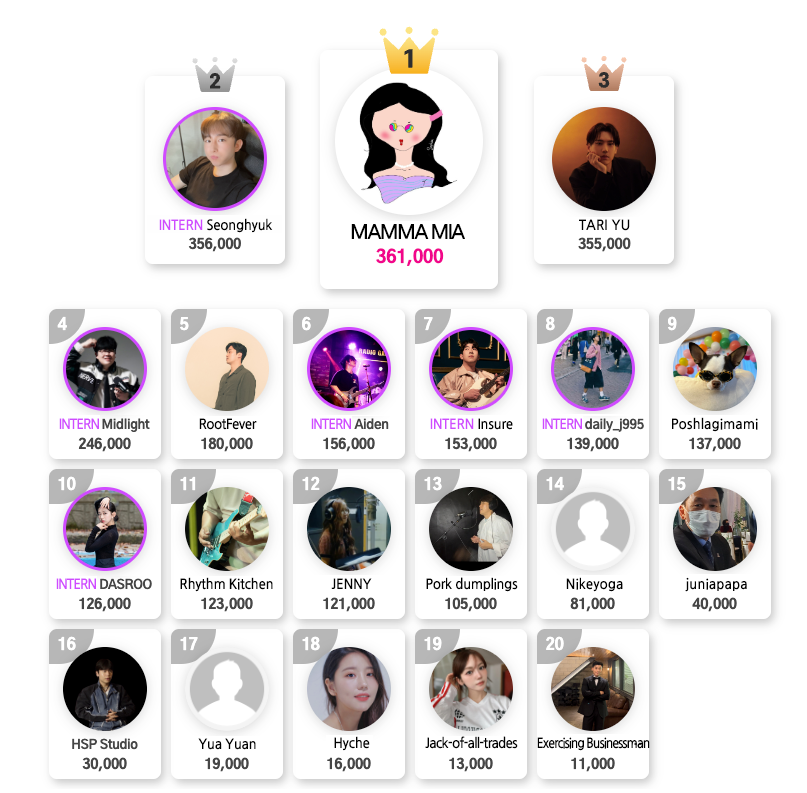 1
MAMMA MIA
361,000
2
INTERN Seonghyuk
356,000
3
TARI YU
355,000
4
INTERN Midlight
246,000
5
RootFever
180,000
6
RADIO GA
INTERN Aiden
156,000
7
INTERN Insure
153,000
8
INTERN daily_j995
139,000
9
Poshlagimami
137,000
10
INTERN DASROO
126,000
11
Rhythm Kitchen
123,000
12
JENNY
121,000
13
Pork dumplings
105,000
14
Nikeyoga
81,000
15
junjapapa
40,000
16
HSP Studio
30,000
17
Yua Yuan
19,000
18
Hyche
16,000
19
Jack-of-all-trades
13,000
20
Exercising Businessman
11,000